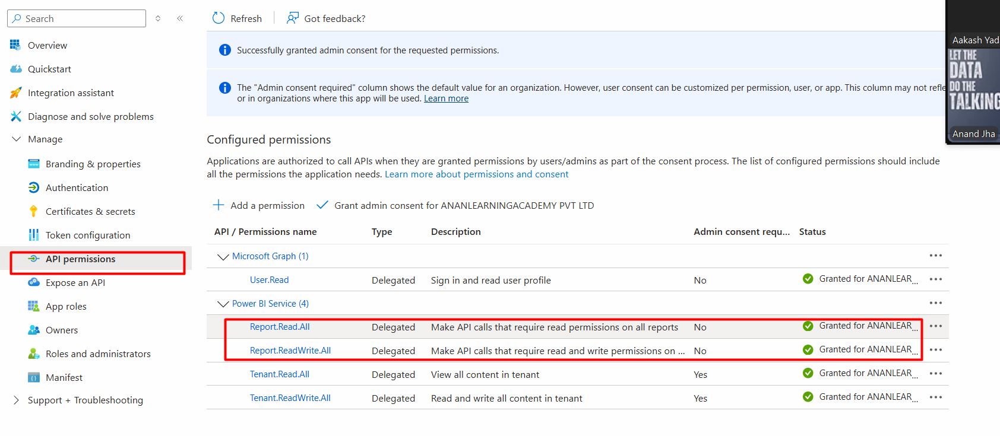 Search
Refresh
Got feedback?
Overview
Quickstart
Integration assistant
Diagnose and solve problems
Manage
Branding & properties
Authentication
Certificates & secrets
Token configuration
API permissions
Expose an API
App roles
Owners
Roles and administrators
Manifest
Support + Troubleshooting
Successfully granted admin consent for the requested permissions.
The "Admin consent required" column shows the default value for an organization. However, user consent can be customized per permission, user, or app. This column may not refle
or in organizations where this app will be used. Learn more
Configured permissions
Applications are authorized to call APIs when they are granted permissions by users/admins as part of the consent process. The list of configured permissions should include
all the permissions the application needs. Learn more about permissions and consent
Add a permission
Grant admin consent for ANANLEARNINGACADEMY PVT LTD
API / Permissions name Type Description Admin consent requ... Status
Microsoft Graph (1)
User.Read Delegated Sign in and read user profile No Granted for ANANLEAR...
Power BI Service (4)
Report.Read.All Delegated Make API calls that require read permissions on all reports No Granted for ANANLEAR...
Report.ReadWrite.All Delegated Make API calls that require read and write permissions on ... No Granted for ANANLEAR...
Tenant.Read.All Delegated View all content in tenant Yes Granted for ANANLEAR...
Tenant.ReadWrite.All Delegated Read and write all content in tenant Yes Granted for ANANLEAR...
Aakash Yad
LET THE
DATA
DO THE
TALKING
Anand Jha